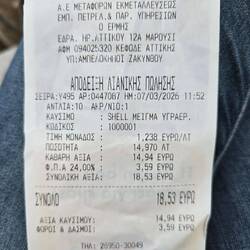 Α.Ε ΜΕΤΑΦΟΡΩΝ ΕΚΜΕΤΑΛΛΕΥΣΕΩΣ
ΕΜΠ. ΠΕΤΡΕΛ.& ΠΑΡ. ΥΠΗΡΕΣΙΩΝ
Ο ΕΡΜΗΣ
ΕΔΡΑ. ΗΡ.ΑΤΤΙΚΟΥ 12Α ΜΑΡΟΥΣΙ
ΑΦΜ 094025320 ΚΕΦΟΔΕ ΑΤΤΙΚΗΣ
ΥΠ:ΑΜΠΕΛΟΚΗΠΟΙ ΖΑΚΥΝΘΟΥ
ΑΠΟΔΕΙΞΗ ΛΙΑΝΙΚΗΣ ΠΩΛΗΣΗΣ
ΣΕΙΡΑ:Υ495 ΑΡ:0447087 ΗΜ:07/03/2026 11:52
ΑΝΤΛΙΑ:10 ΑΚΡ/ΝΙΟ:1
ΚΑΥΣΙΜΟ : SHELL ΜΕΙΓΜΑ ΥΓΡΑΕΡ.
ΚΩΔΙΚΟΣ : 1000001
ΤΙΜΗ ΜΟΝΑΔΟΣ : 1,238 ΕΥΡΩ/ΛΤ
ΠΟΣΟΤΗΤΑ : 14,970 ΛΤ
ΚΑΘΑΡΗ ΑΞΙΑ : 14,94 ΕΥΡΩ
Φ.Π.Α 24,00% : 3,59 ΕΥΡΩ
ΣΥΝΟΛΙΚΗ ΑΞΙΑ : 18,53 ΕΥΡΩ
ΣΥΝΟΛΟ 18,53 ΕΥΡΩ
ΑΞΙΑ ΚΑΥΣΙΜΟΥ : 14,94 ΕΥΡΩ
ΦΟΡΟΙ & ΔΑΣΜΟΙ : 3,59 ΕΥΡΩ
ΤΗΛ: 26950-30049